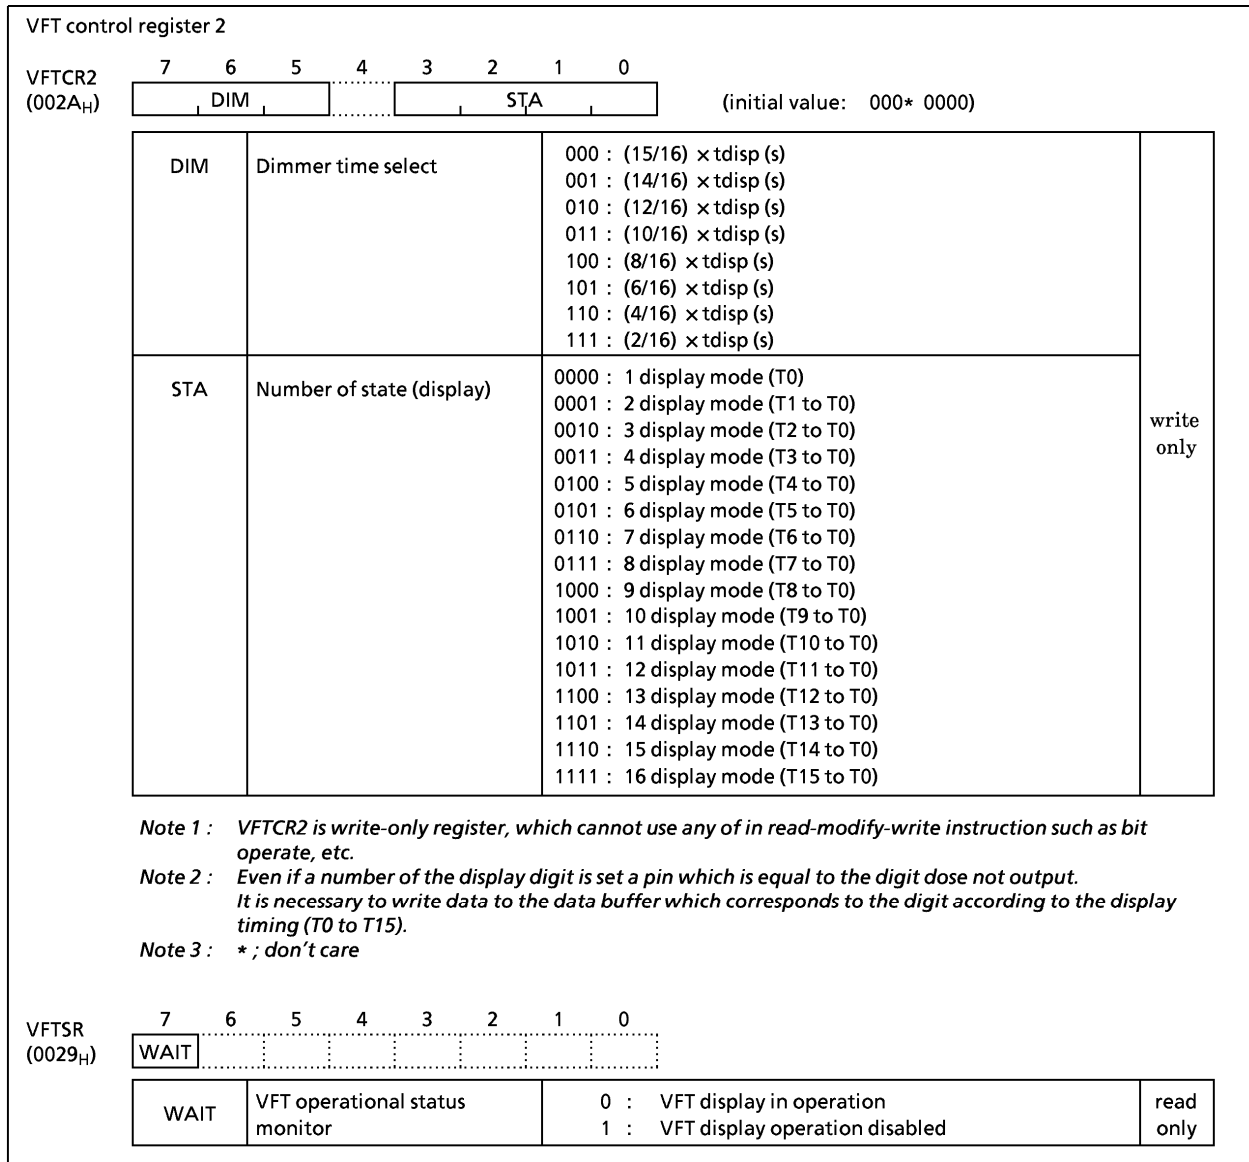 VFT control register 2
7 6 5 4 3 2 1 0
VFTCR2
(002AH) DIM STA (initial value: 000* 0000)
DIM Dimmer time select 000 : (15/16) × tdisp (s)
001 : (14/16) × tdisp (s)
010 : (12/16) × tdisp (s)
011 : (10/16) × tdisp (s)
100 : (8/16) × tdisp (s)
101 : (6/16) × tdisp (s)
110 : (4/16) × tdisp (s)
111 : (2/16) × tdisp (s)
STA Number of state (display) 0000 : 1 display mode (T0)
0001 : 2 display mode (T1 to T0)
0010 : 3 display mode (T2 to T0)
0011 : 4 display mode (T3 to T0)
0100 : 5 display mode (T4 to T0)
0101 : 6 display mode (T5 to T0)
0110 : 7 display mode (T6 to T0)
0111 : 8 display mode (T7 to T0)
1000 : 9 display mode (T8 to T0)
1001 : 10 display mode (T9 to T0)
1010 : 11 display mode (T10 to T0)
1011 : 12 display mode (T11 to T0)
1100 : 13 display mode (T12 to T0)
1101 : 14 display mode (T13 to T0)
1110 : 15 display mode (T14 to T0)
1111 : 16 display mode (T15 to T0)
write
only
Note 1 : VFTCR2 is write-only register, which cannot use any of in read-modify-write instruction such as bit
operate, etc.
Note 2 : Even if a number of the display digit is set a pin which is equal to the digit dose not output.
It is necessary to write data to the data buffer which corresponds to the digit according to the display
timing (T0 to T15).
Note 3 : * ; don't care
7 6 5 4 3 2 1 0
VFTSR
(0029H) WAIT
WAIT VFT operational status
monitor
0 : VFT display in operation
1 : VFT display operation disabled
read
only